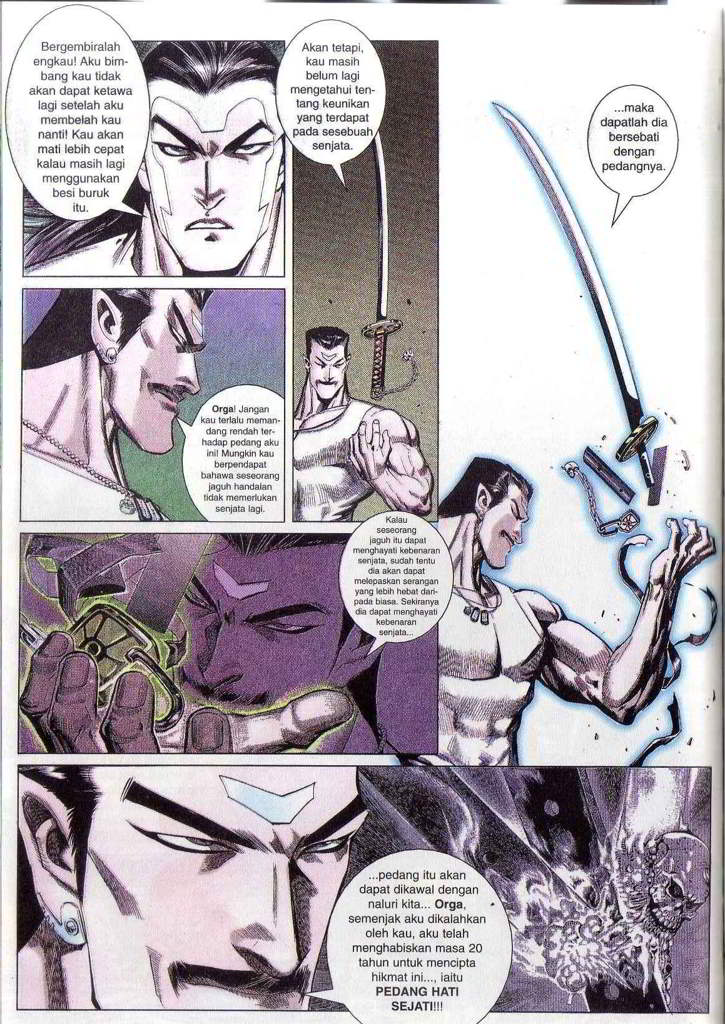 Bergembiralah
engkau! Aku bim-
bang kau tidak
akan dapat ketawa
lagi setelah aku
membelah kau
nanti! Kau akan
mati lebih cepat
kalau masih lagi
menggunakan
besi buruk
itu.
Akan tetapi,
kau masih
belum lagi
mengetahui ten-
tang keunikan
yang terdapat
pada sesebuah
senjata.
...maka
dapatlah dia
bersebati
dengan
pedangnya.
Orga! Jangan
kau terlalu meman-
dang rendah ter-
hadap pedang aku
ini! Mungkin kau
berpendapat
bahawa seseorang
jaguh handalan
tidak memerlukan
senjata lagi.
Kalau
seseorang
jaguh itu dapat
menghayati kebenaran
senjata, sudah tentu
dia akan dapat
melepaskan serangan
yang lebih hebat dari-
pada biasa. Sekiranya
dia dapat menghayati
kebenaran
senjata...
...pedang itu akan
dapat dikawal dengan
naluri kita... Orga,
semenjak aku dikalahkan
oleh kau, aku telah
menghabiskan masa 20
tahun untuk mencipta
hikmat ini..., iaitu
PEDANG HATI
SEJATI!!!